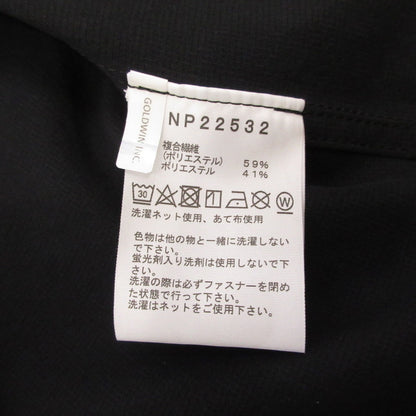 GOLDWIN INC.
NP22532
複合繊維
(ポリエステル) 59%
ポリエステル 41%
30
W
洗濯ネット使用、あて布使用
色物は他の物と一緒に洗濯しない
で下さい。
蛍光剤入り洗剤は使用しないで下
さい。
洗濯の際は必ずファスナーを閉め
た状態で行って下さい。
洗濯はネットをご使用下さい。